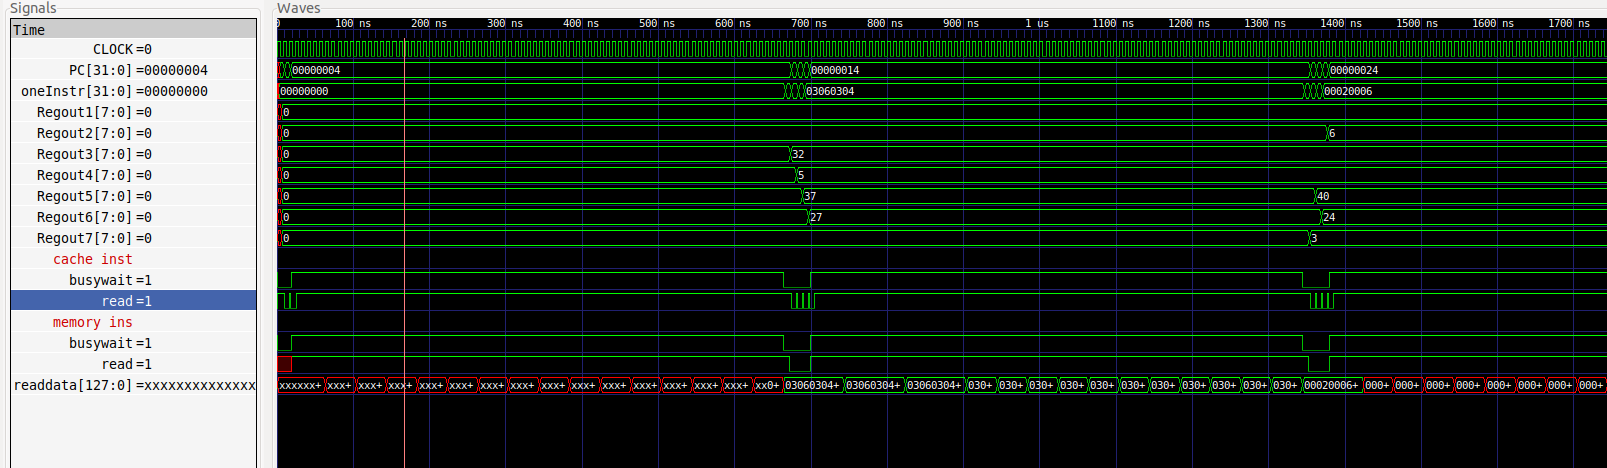 Signals Waves
Time 0 100 ns 200 ns 300 ns 400 ns 500 ns 600 ns 700 ns 800 ns 900 ns 1 us 1100 ns 1200 ns 1300 ns 1400 ns 1500 ns 1600 ns 1700 ns
CLOCK =0
PC[31:0] =00000004 00000004 00000014 00000024
oneInstr[31:0] =00000000 00000000 03060304 00020006
Regout1[7:0] =0 0
Regout2[7:0] =0 0 6
Regout3[7:0] =0 0 32
Regout4[7:0] =0 0 5
Regout5[7:0] =0 0 37 40
Regout6[7:0] =0 0 27 24
Regout7[7:0] =0 0 3
cache inst
busywait =1
read =1
memory ins
busywait =1
read =1
readdata[127:0] =xxxxxxxxxxxxxx xxxxxx+ xxx+ xxx+ xxx+ xxx+ xxx+ xxx+ xxx+ xxx+ xxx+ xxx+ xxx+ xxx+ xxx+ xxx+ xx0+ 03060304+ 03060304+ 03060304+ 030+ 030+ 030+ 030+ 030+ 030+ 030+ 030+ 030+ 030+ 030+ 00020006+ 000+ 000+ 000+ 000+ 000+ 000+ 000+ 000+